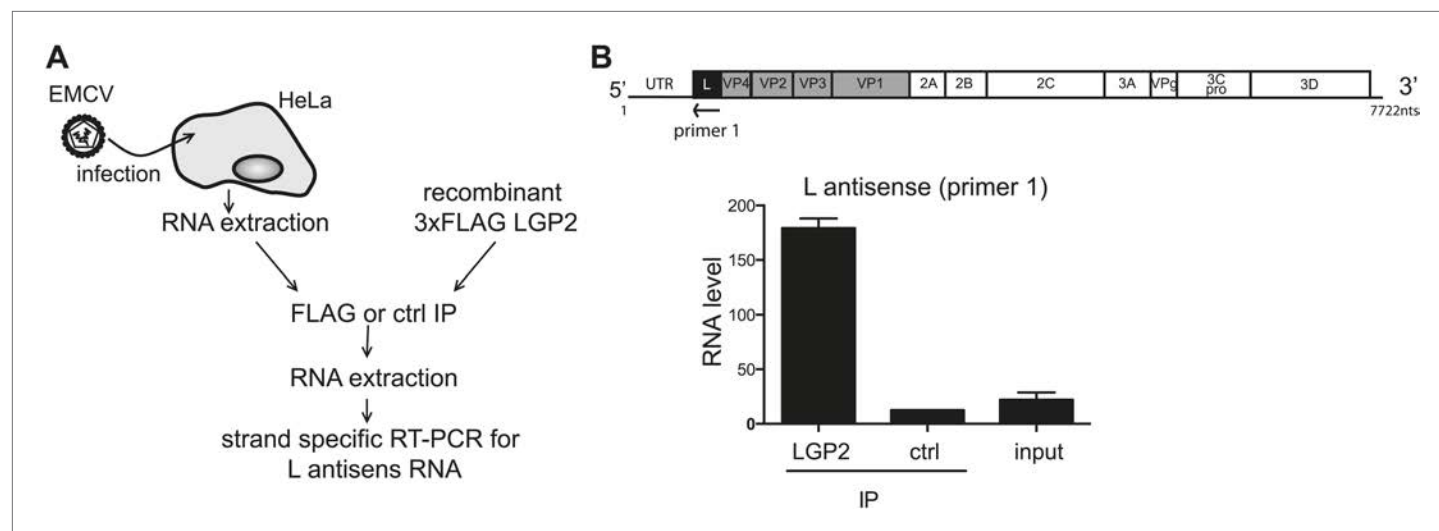 A
EMCV
HeLa
infection
RNA extraction
recombinant
3xFLAG LGP2
FLAG or ctrl IP
RNA extraction
strand specific RT-PCR for
L antisens RNA
B
5’ UTR L VP4 VP2 VP3 VP1 2A 2B 2C 3A VPg 3C pro 3D 3’
1 7722nts
primer 1
L antisense (primer 1)
RNA level
200
150
100
50
0
LGP2 ctrl input
IP